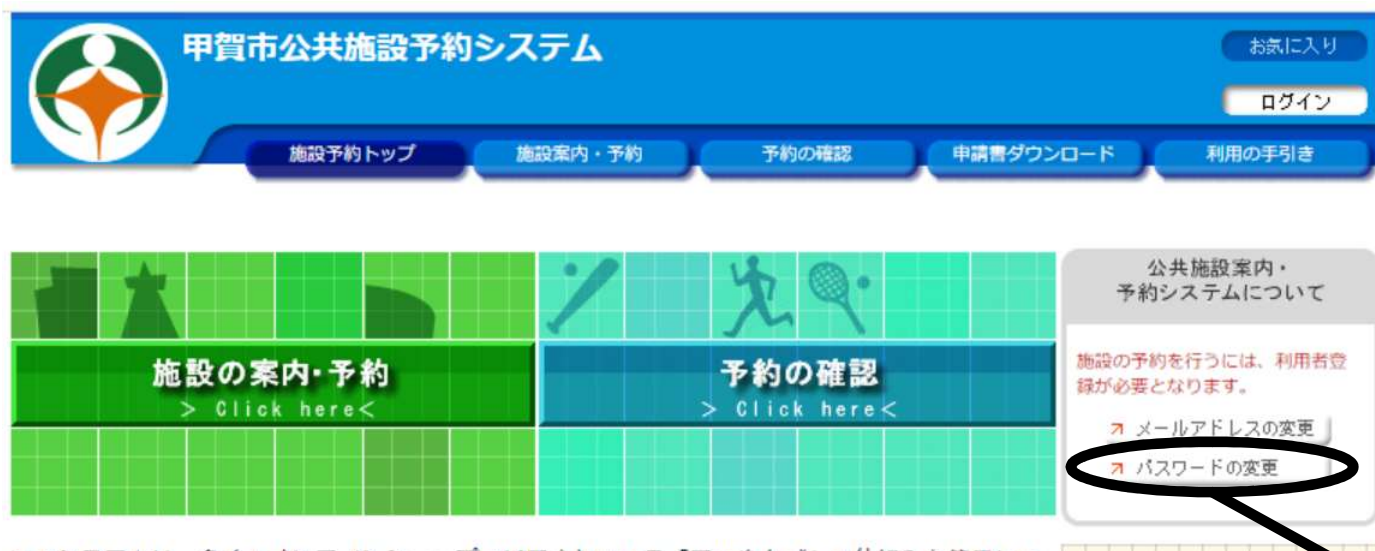 甲賀市公共施設予約システム
お気に入り
ログイン
施設予約トップ
施設案内・予約
予約の確認
申請書ダウンロード
利用の手引き
施設の案内・予約
> Click here<
予約の確認
> Click here<
公共施設案内・
予約システムについて
施設の予約を行うには、利用者登
録が必要となります。
メールアドレスの変更
パスワードの変更